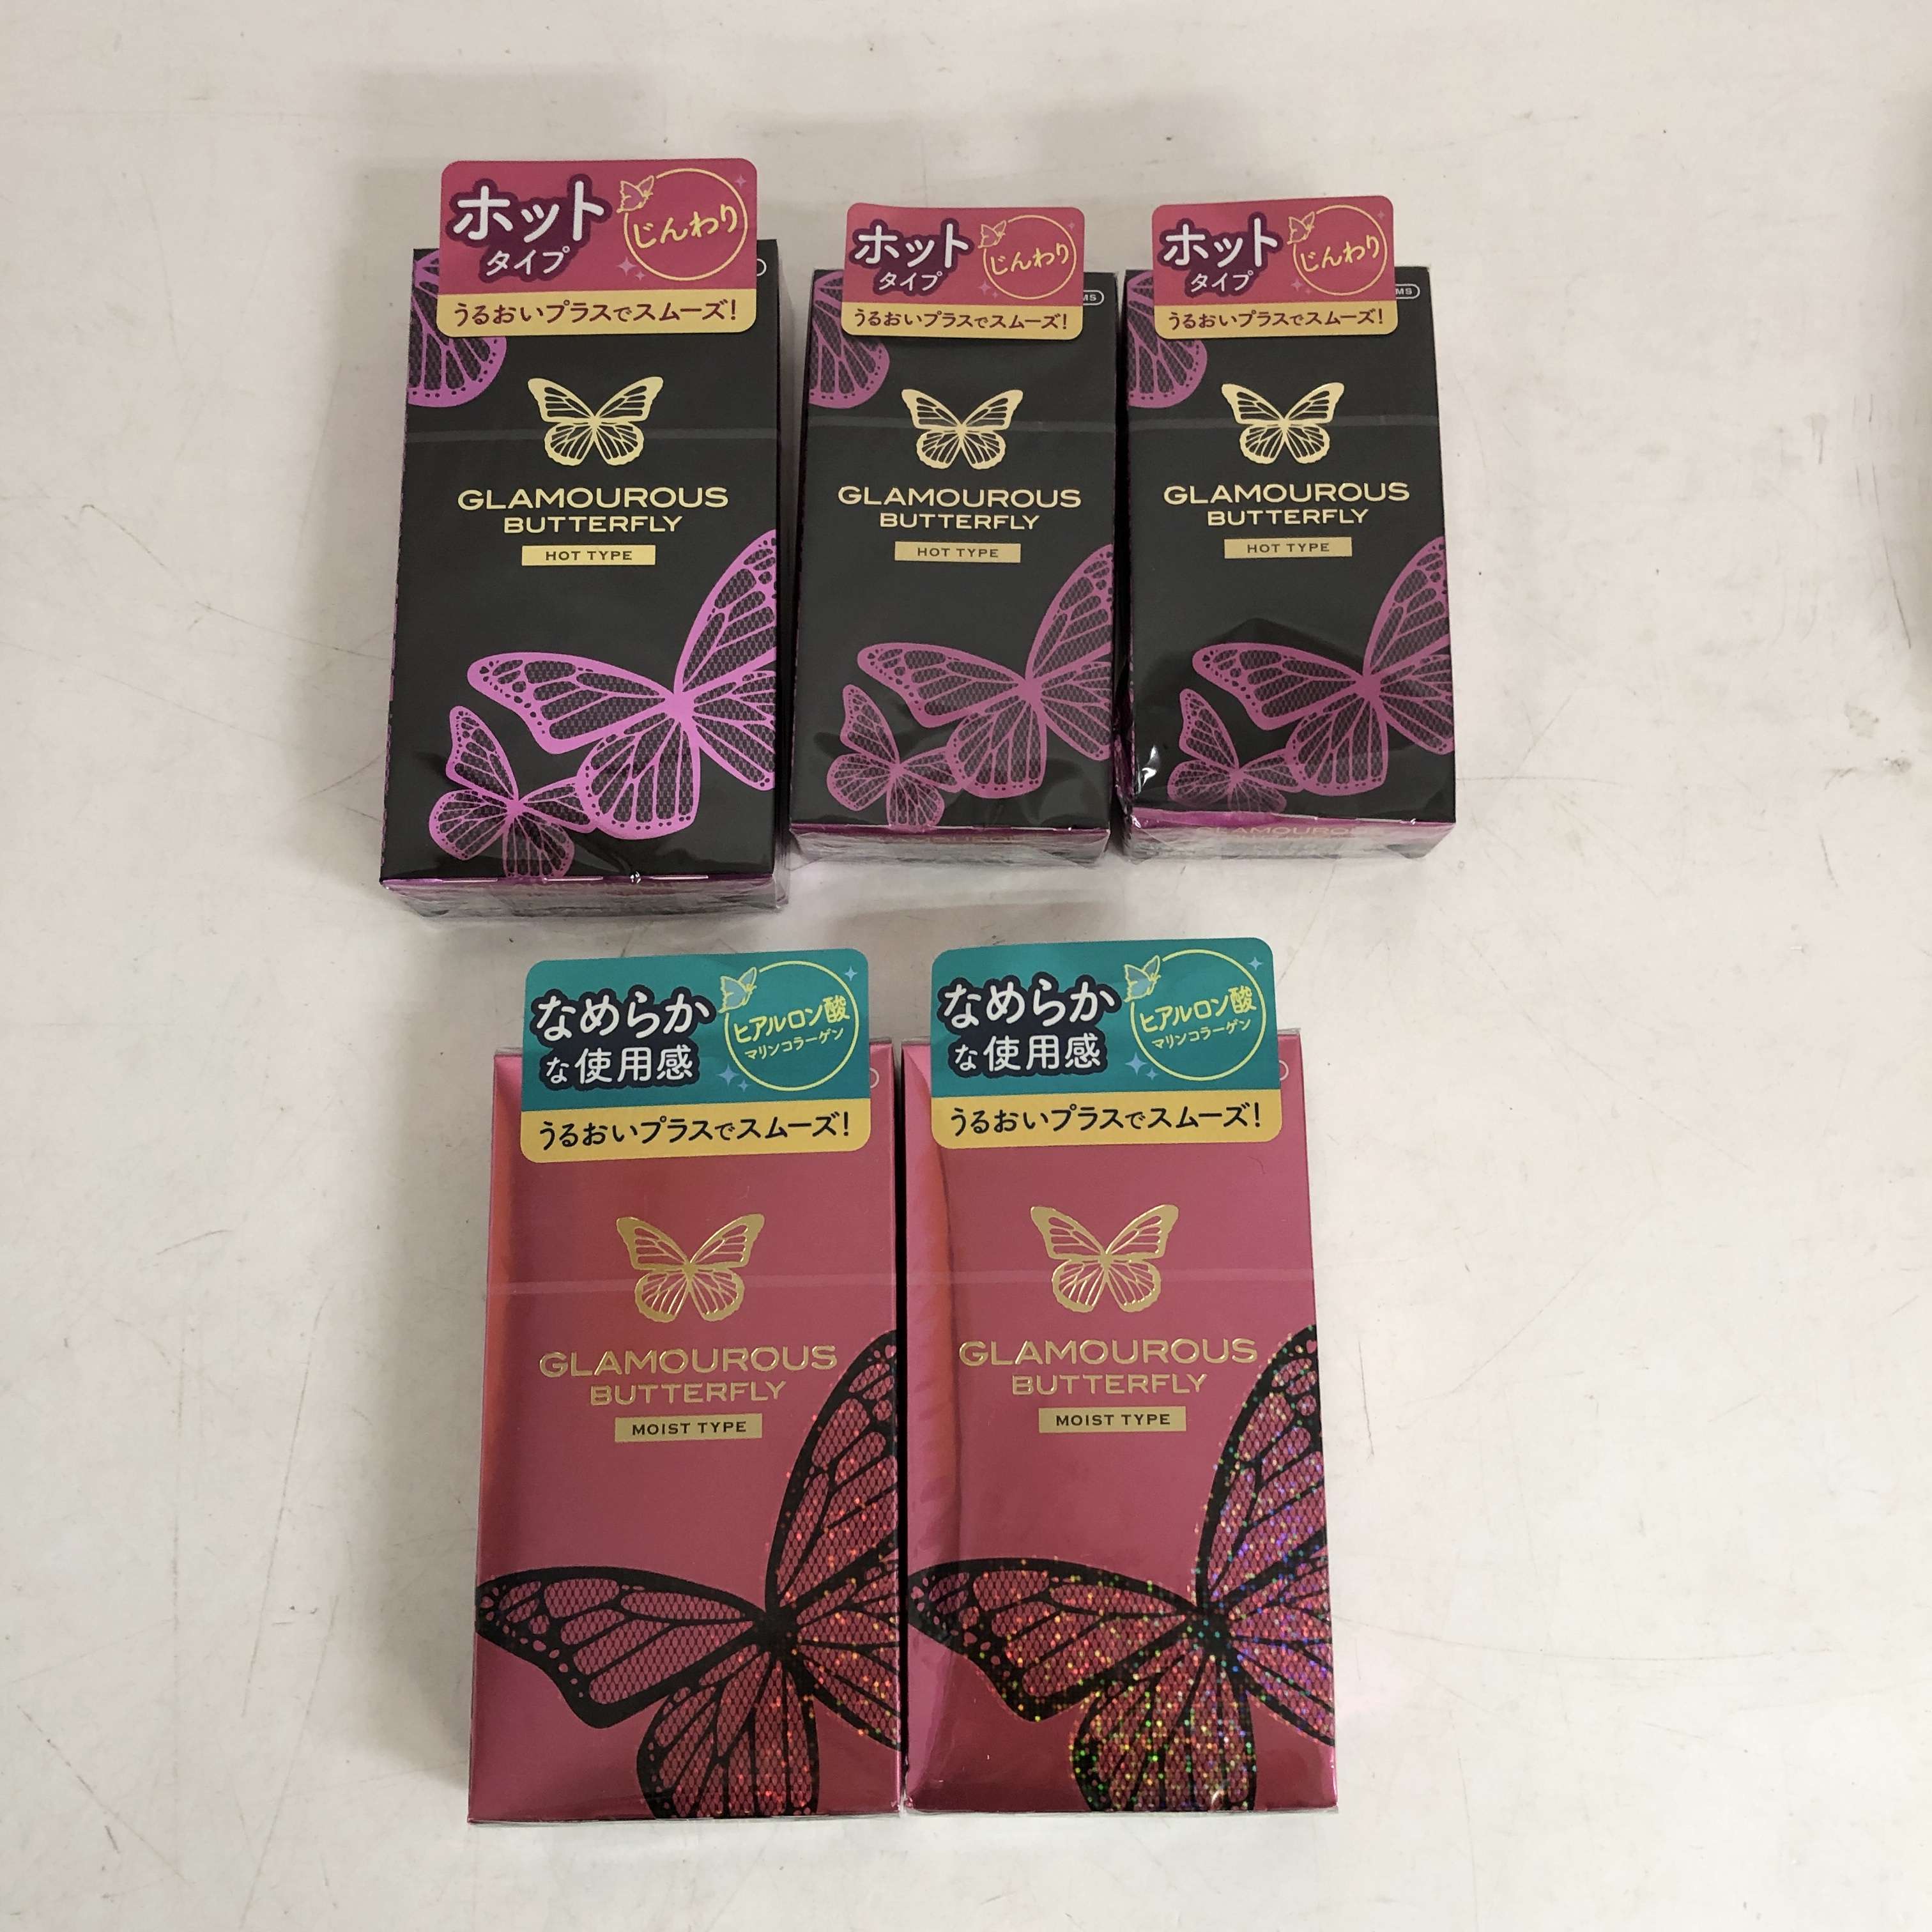 ホット
タイプ
じんわり
うるおいプラスでスムーズ!
GLAMOUROUS
BUTTERFLY
HOT TYPE
ホット
タイプ
じんわり
うるおいプラスでスムーズ!
MS
GLAMOUROUS
BUTTERFLY
HOT TYPE
ホット
タイプ
じんわり
うるおいプラスでスムーズ!
MS
GLAMOUROUS
BUTTERFLY
HOT TYPE
GLAMOUROUS
なめらか
な使用感
ヒアルロン酸
マリンコラーゲン
うるおいプラスでスムーズ!
GLAMOUROUS
BUTTERFLY
MOIST TYPE
なめらか
な使用感
ヒアルロン酸
マリンコラーゲン
うるおいプラスでスムーズ!
GLAMOUROUS
BUTTERFLY
MOIST TYPE